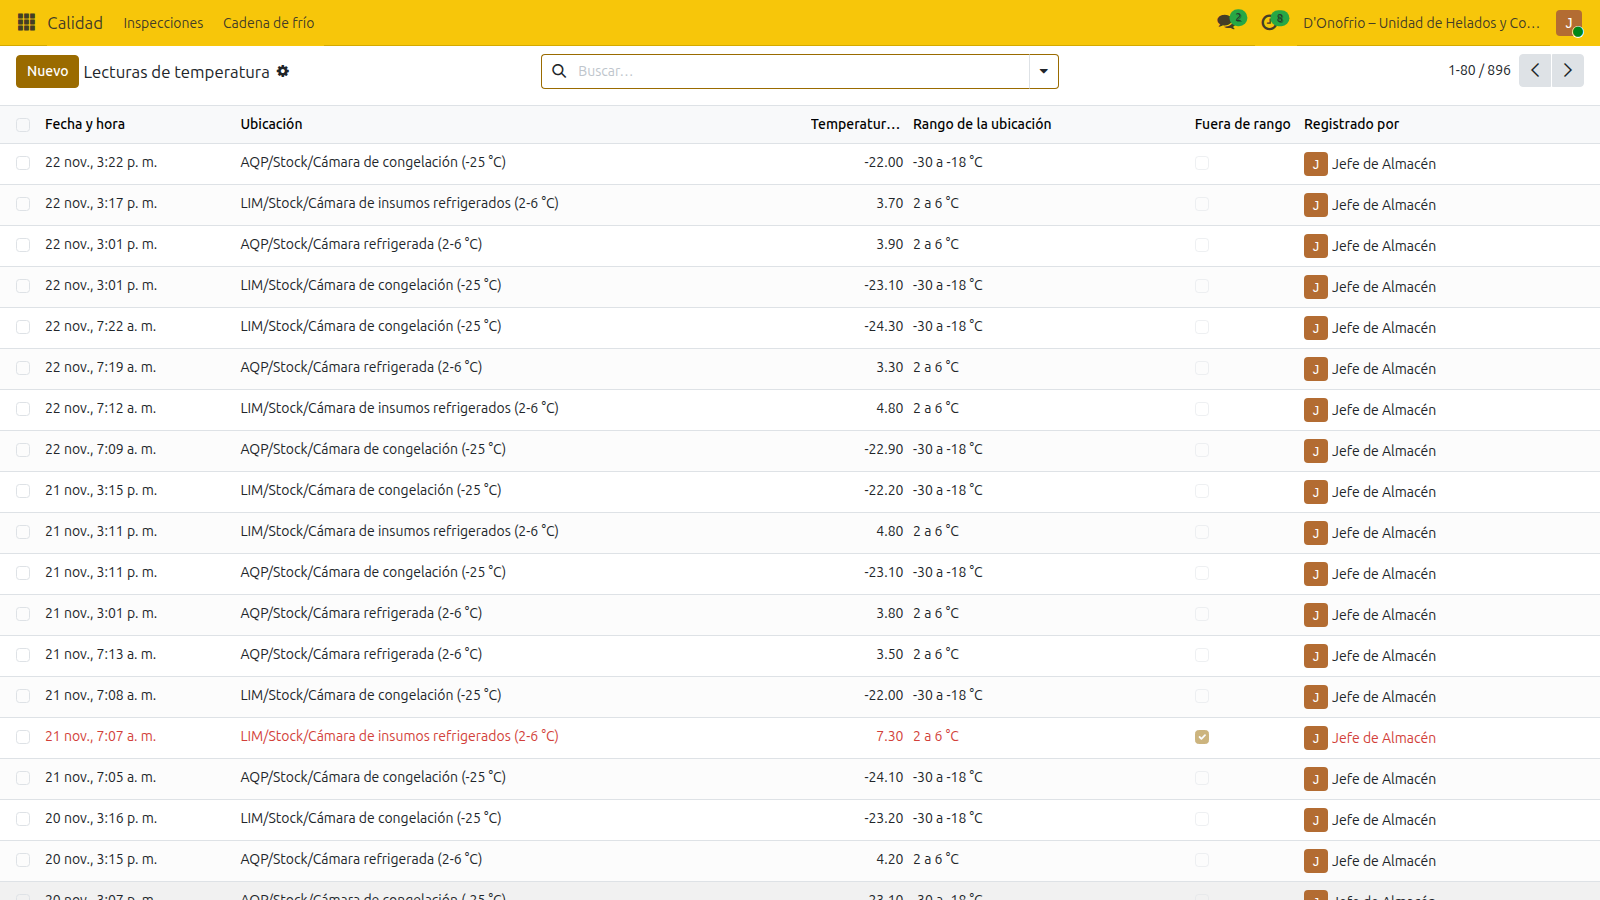 Calidad Inspecciones Cadena de frío 2 8 D'Onofrio – Unidad de Helados y Co... J
Nuevo Lecturas de temperatura Buscar... 1-80 / 896
Fecha y hora Ubicación Temperatur... Rango de la ubicación Fuera de rango Registrado por
22 nov., 3:22 p. m. AQP/Stock/Cámara de congelación (-25 °C) -22.00 -30 a -18 °C J Jefe de Almacén
22 nov., 3:17 p. m. LIM/Stock/Cámara de insumos refrigerados (2-6 °C) 3.70 2 a 6 °C J Jefe de Almacén
22 nov., 3:01 p. m. AQP/Stock/Cámara refrigerada (2-6 °C) 3.90 2 a 6 °C J Jefe de Almacén
22 nov., 3:01 p. m. LIM/Stock/Cámara de congelación (-25 °C) -23.10 -30 a -18 °C J Jefe de Almacén
22 nov., 7:22 a. m. LIM/Stock/Cámara de congelación (-25 °C) -24.30 -30 a -18 °C J Jefe de Almacén
22 nov., 7:19 a. m. AQP/Stock/Cámara refrigerada (2-6 °C) 3.30 2 a 6 °C J Jefe de Almacén
22 nov., 7:12 a. m. LIM/Stock/Cámara de insumos refrigerados (2-6 °C) 4.80 2 a 6 °C J Jefe de Almacén
22 nov., 7:09 a. m. AQP/Stock/Cámara de congelación (-25 °C) -22.90 -30 a -18 °C J Jefe de Almacén
21 nov., 3:15 p. m. LIM/Stock/Cámara de congelación (-25 °C) -22.20 -30 a -18 °C J Jefe de Almacén
21 nov., 3:11 p. m. LIM/Stock/Cámara de insumos refrigerados (2-6 °C) 4.80 2 a 6 °C J Jefe de Almacén
21 nov., 3:11 p. m. AQP/Stock/Cámara de congelación (-25 °C) -23.10 -30 a -18 °C J Jefe de Almacén
21 nov., 3:01 p. m. AQP/Stock/Cámara refrigerada (2-6 °C) 3.80 2 a 6 °C J Jefe de Almacén
21 nov., 7:13 a. m. AQP/Stock/Cámara refrigerada (2-6 °C) 3.50 2 a 6 °C J Jefe de Almacén
21 nov., 7:08 a. m. LIM/Stock/Cámara de congelación (-25 °C) -22.00 -30 a -18 °C J Jefe de Almacén
21 nov., 7:07 a. m. LIM/Stock/Cámara de insumos refrigerados (2-6 °C) 7.30 2 a 6 °C J Jefe de Almacén
21 nov., 7:05 a. m. AQP/Stock/Cámara de congelación (-25 °C) -24.10 -30 a -18 °C J Jefe de Almacén
20 nov., 3:16 p. m. LIM/Stock/Cámara de congelación (-25 °C) -23.20 -30 a -18 °C J Jefe de Almacén
20 nov., 3:15 p. m. AQP/Stock/Cámara refrigerada (2-6 °C) 4.20 2 a 6 °C J Jefe de Almacén
20 nov., 3:07 p. m. AQP/Stock/Cámara de congelación (-25 °C) -23.10 -30 a -18 °C Jefe de Almacén